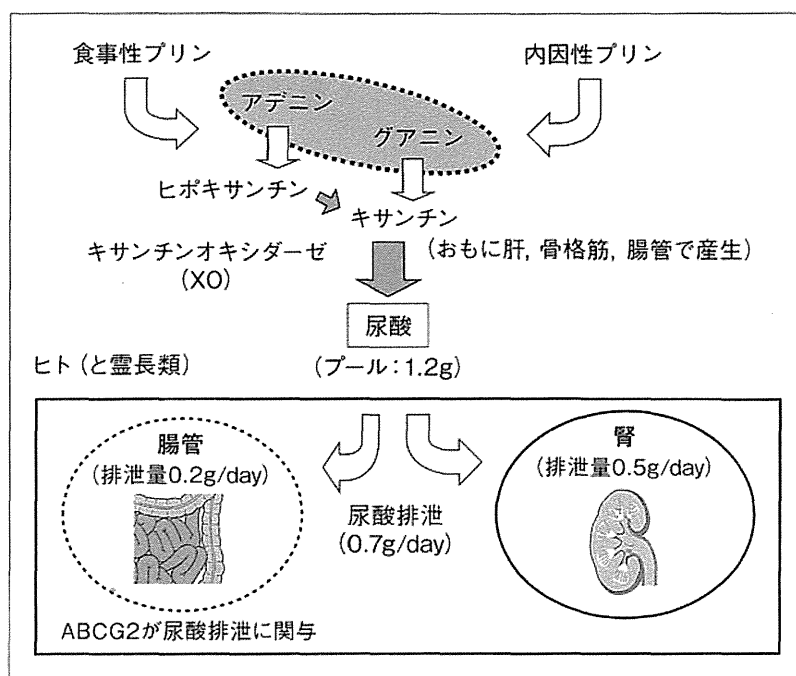 食事性プリン
内因性プリン
アデニン
グアニン
ヒポキサンチン
キサンチン
キサンチンオキシダーゼ
(XO)
(おもに肝, 骨格筋, 腸管で産生)
尿酸
(プール:1.2g)
ヒト (と霊長類)
腸管
(排泄量0.2g/day)
腎
(排泄量0.5g/day)
尿酸排泄
(0.7g/day)
ABCG2が尿酸排泄に関与